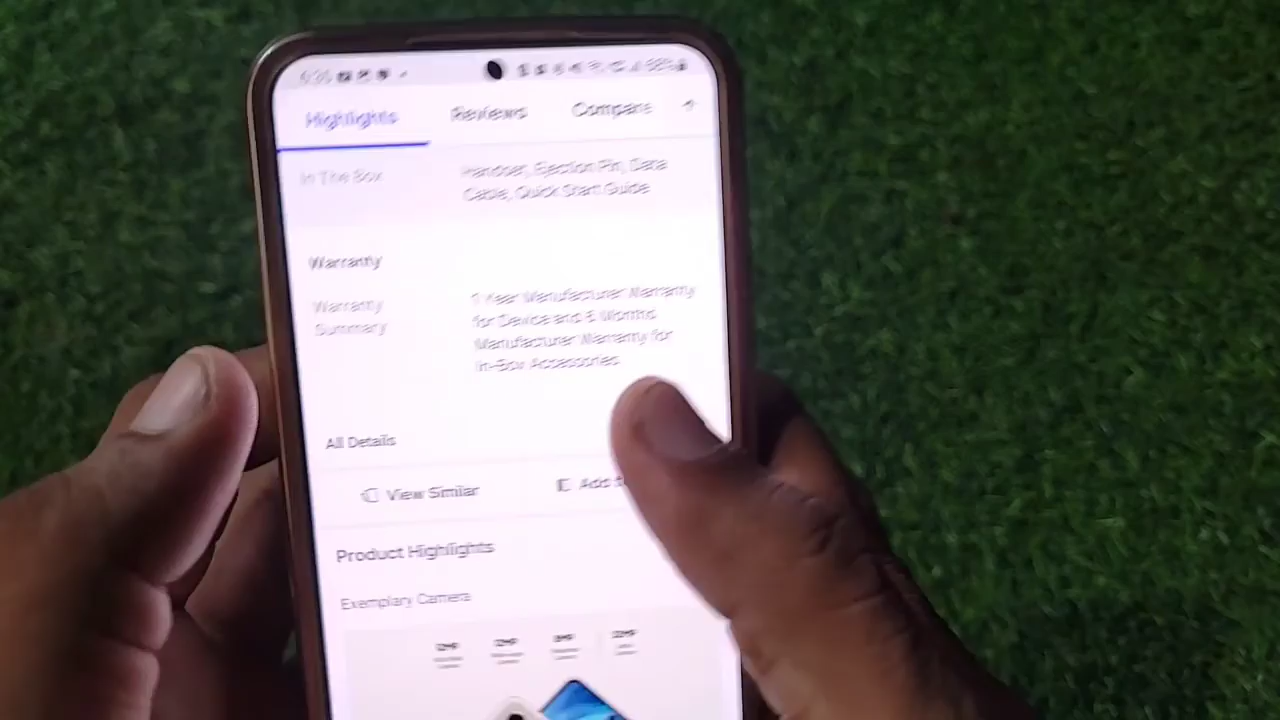 Highlights Reviews Compare
In The Box
Handset, Ejection Pin, Data
Cable, Quick Start Guide
Warranty
Warranty
Summary
1 Year Manufacturer Warranty
for Device and 6 Months
Manufacturer Warranty for
In-Box Accessories
All Details
View Similar Add
Product Highlights
Exemplary Camera